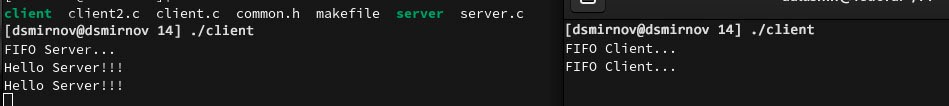 client client2.c client.c common.h makefile server server.c
[dsmirnov@dsmirnov 14] ./client
FIFO Server...
Hello Server!!!
Hello Server!!!
[dsmirnov@dsmirnov 14] ./client
FIFO Client...
FIFO Client...